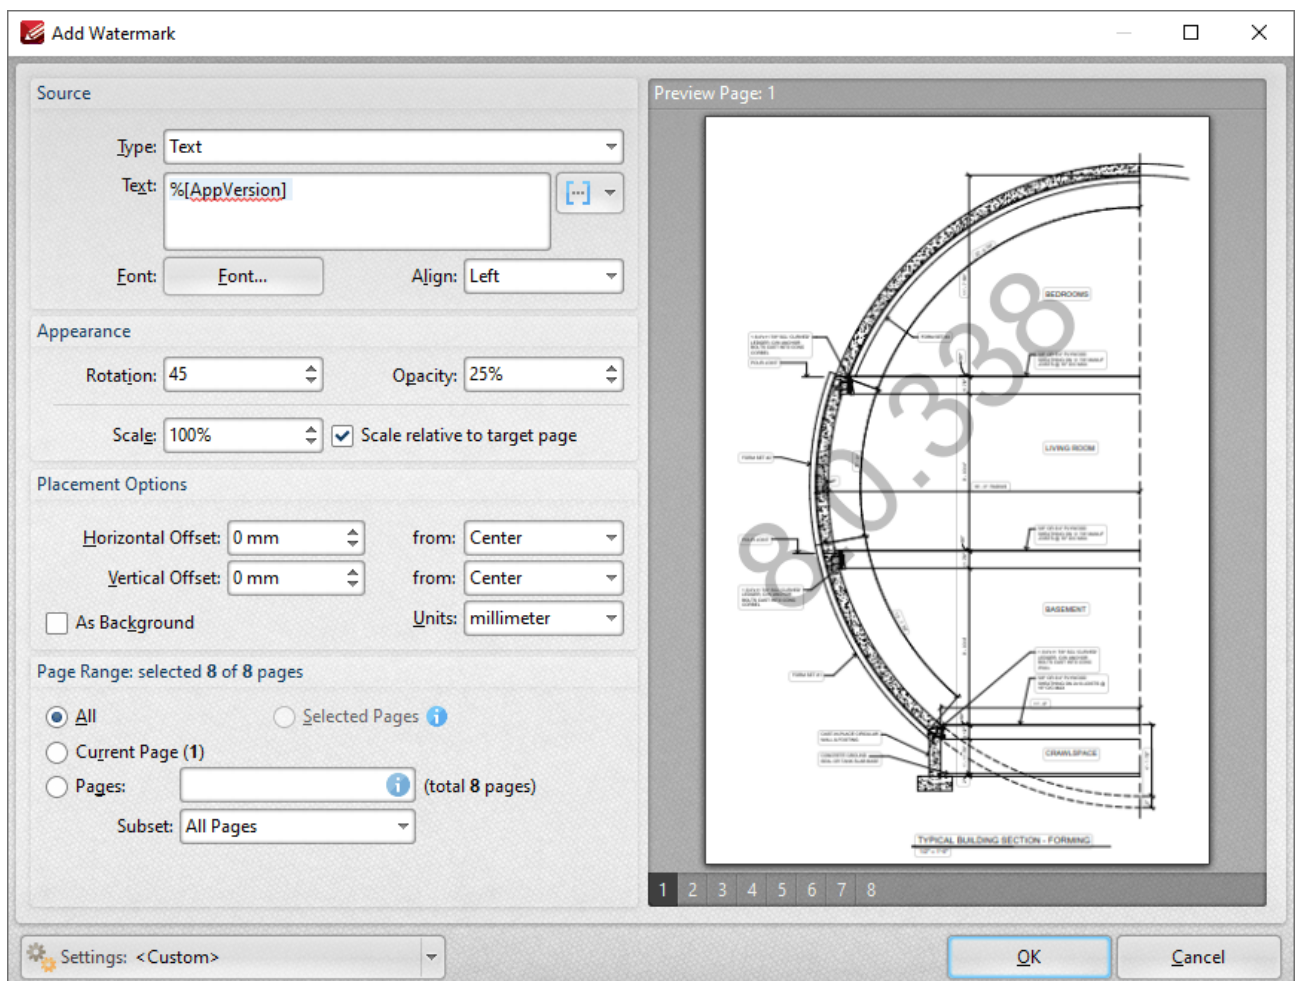 Add Watermark
Source
Type: Text
Text: %[AppVersion]
Font: Font... Align: Left
Appearance
Rotation: 45 Opacity: 25%
Scale: 100% Scale relative to target page
Placement Options
Horizontal Offset: 0 mm from: Center
Vertical Offset: 0 mm from: Center
As Background Units: millimeter
Page Range: selected 8 of 8 pages
All Selected Pages
Current Page (1)
Pages: (total 8 pages)
Subset: All Pages
Settings: <Custom>
Preview Page: 1
8.0.338
BEDROOMS
LIVING ROOM
BASEMENT
CRAWLSPACE
TYPICAL BUILDING SECTION - FORMING
1 2 3 4 5 6 7 8
OK Cancel